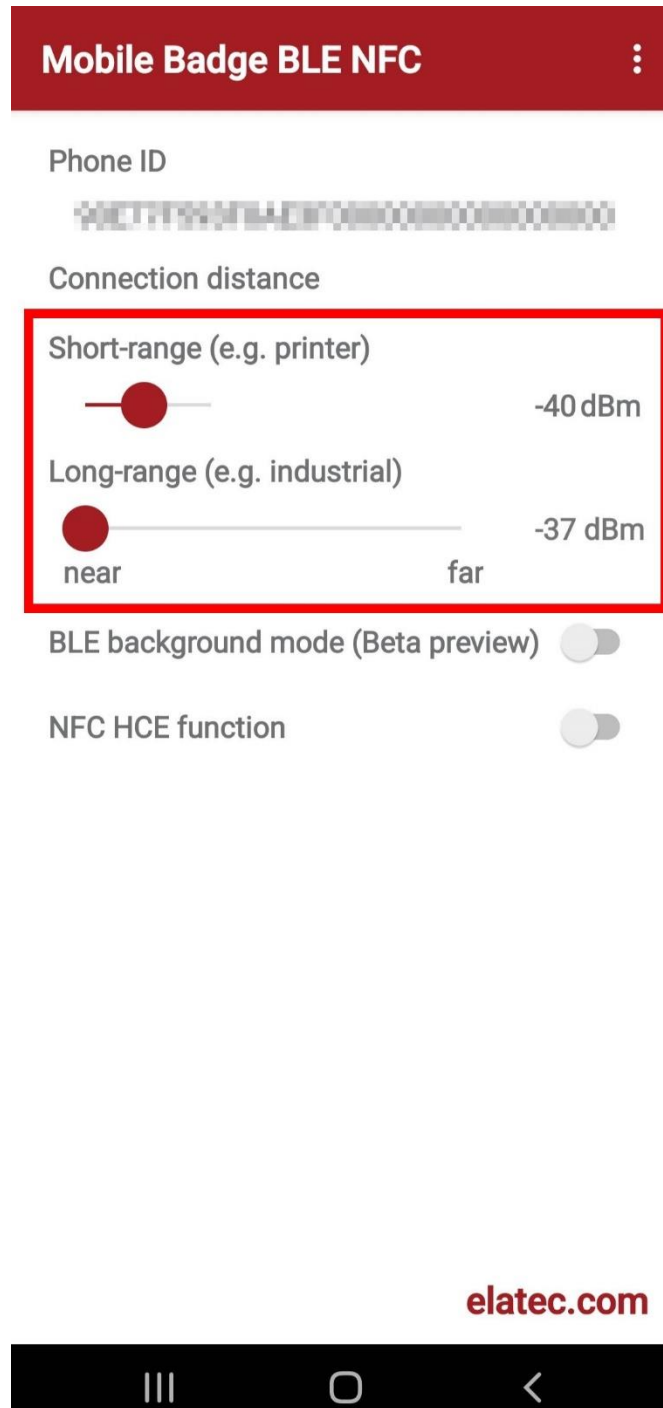 Mobile Badge BLE NFC
Phone ID
Connection distance
Short-range (e.g. printer)
-40 dBm
Long-range (e.g. industrial)
-37 dBm
near far
BLE background mode (Beta preview)
NFC HCE function
elatec.com